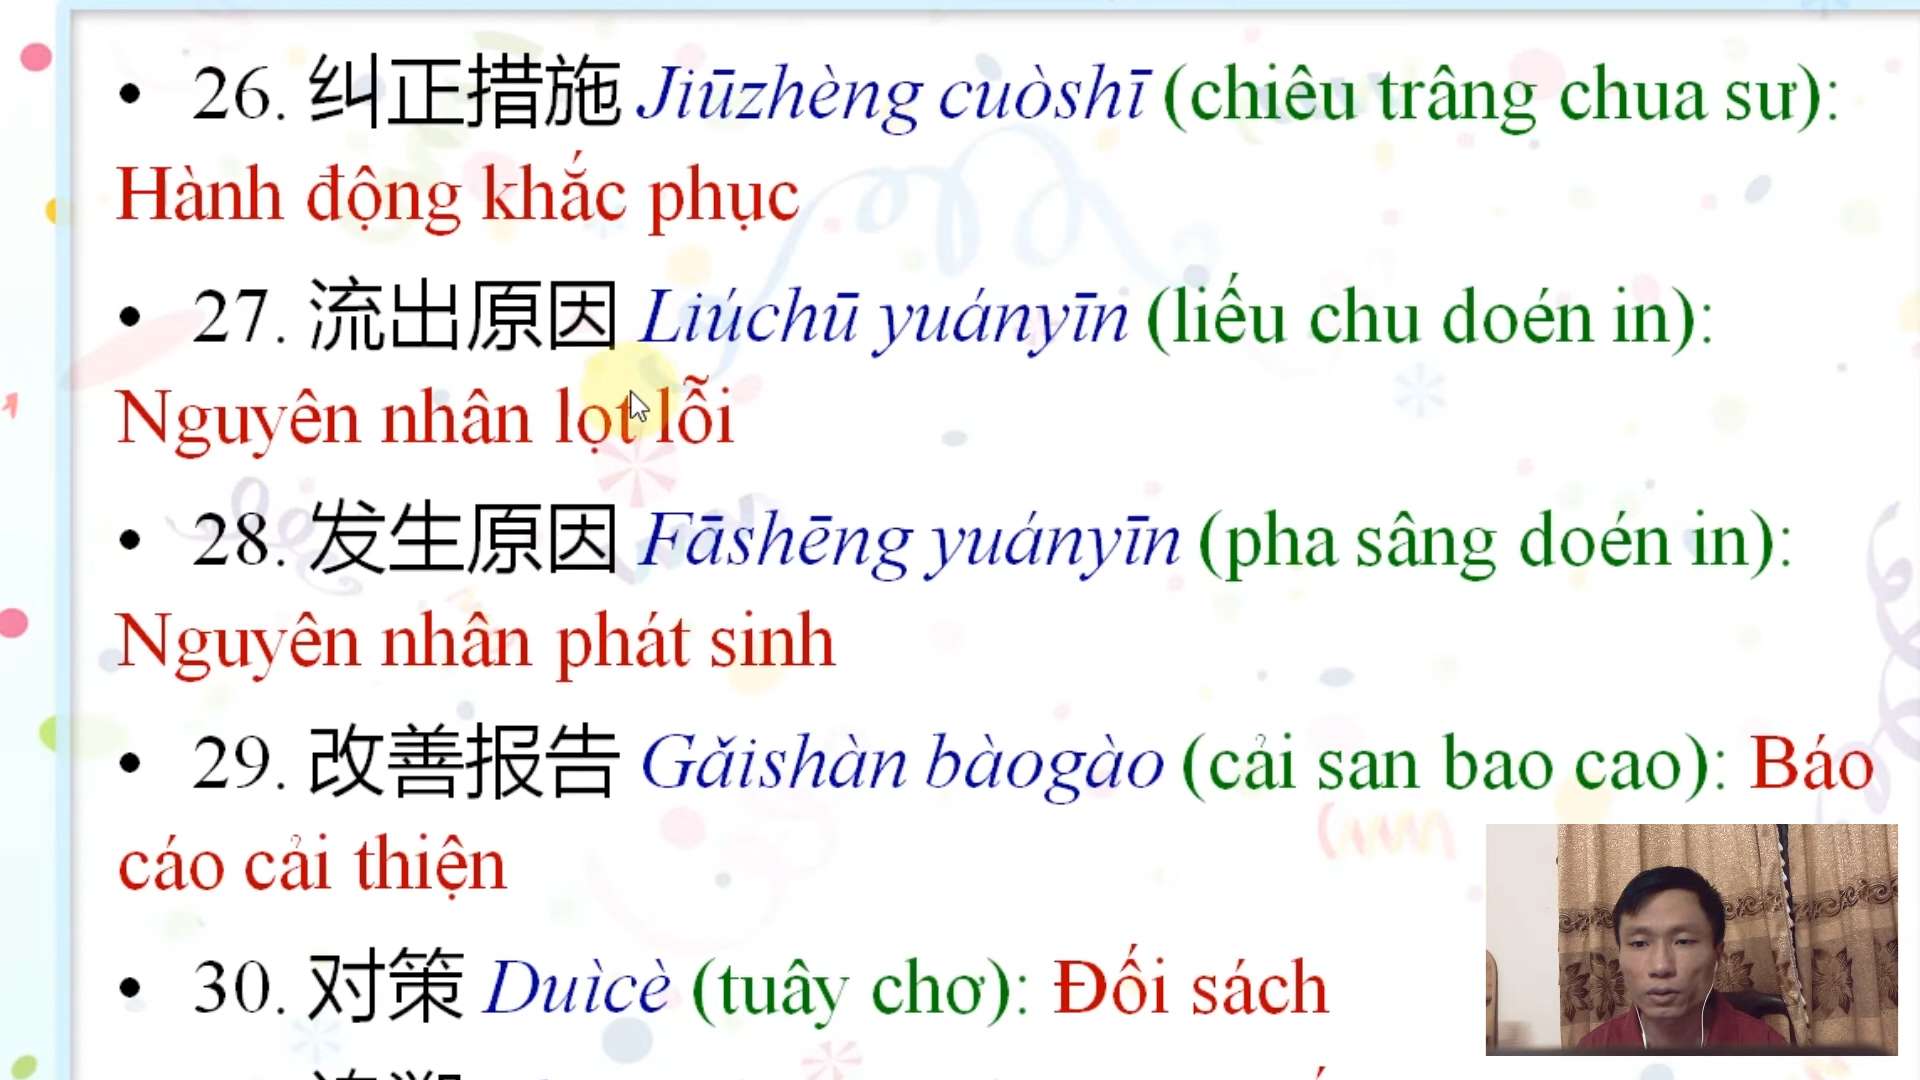 • 26. 纠正措施 Jiūzhèng cuòshī (chiêu trâng chua sư):
Hành động khắc phục
• 27. 流出原因 Liúchū yuányīn (liếu chu doén in):
Nguyên nhân lọt lỗi
• 28. 发生原因 Fāshēng yuányīn (pha sâng doén in):
Nguyên nhân phát sinh
• 29. 改善报告 Gǎishàn bàogào (cải san bao cao): Báo
cáo cải thiện
• 30. 对策 Duìcè (tuây chơ): Đối sách